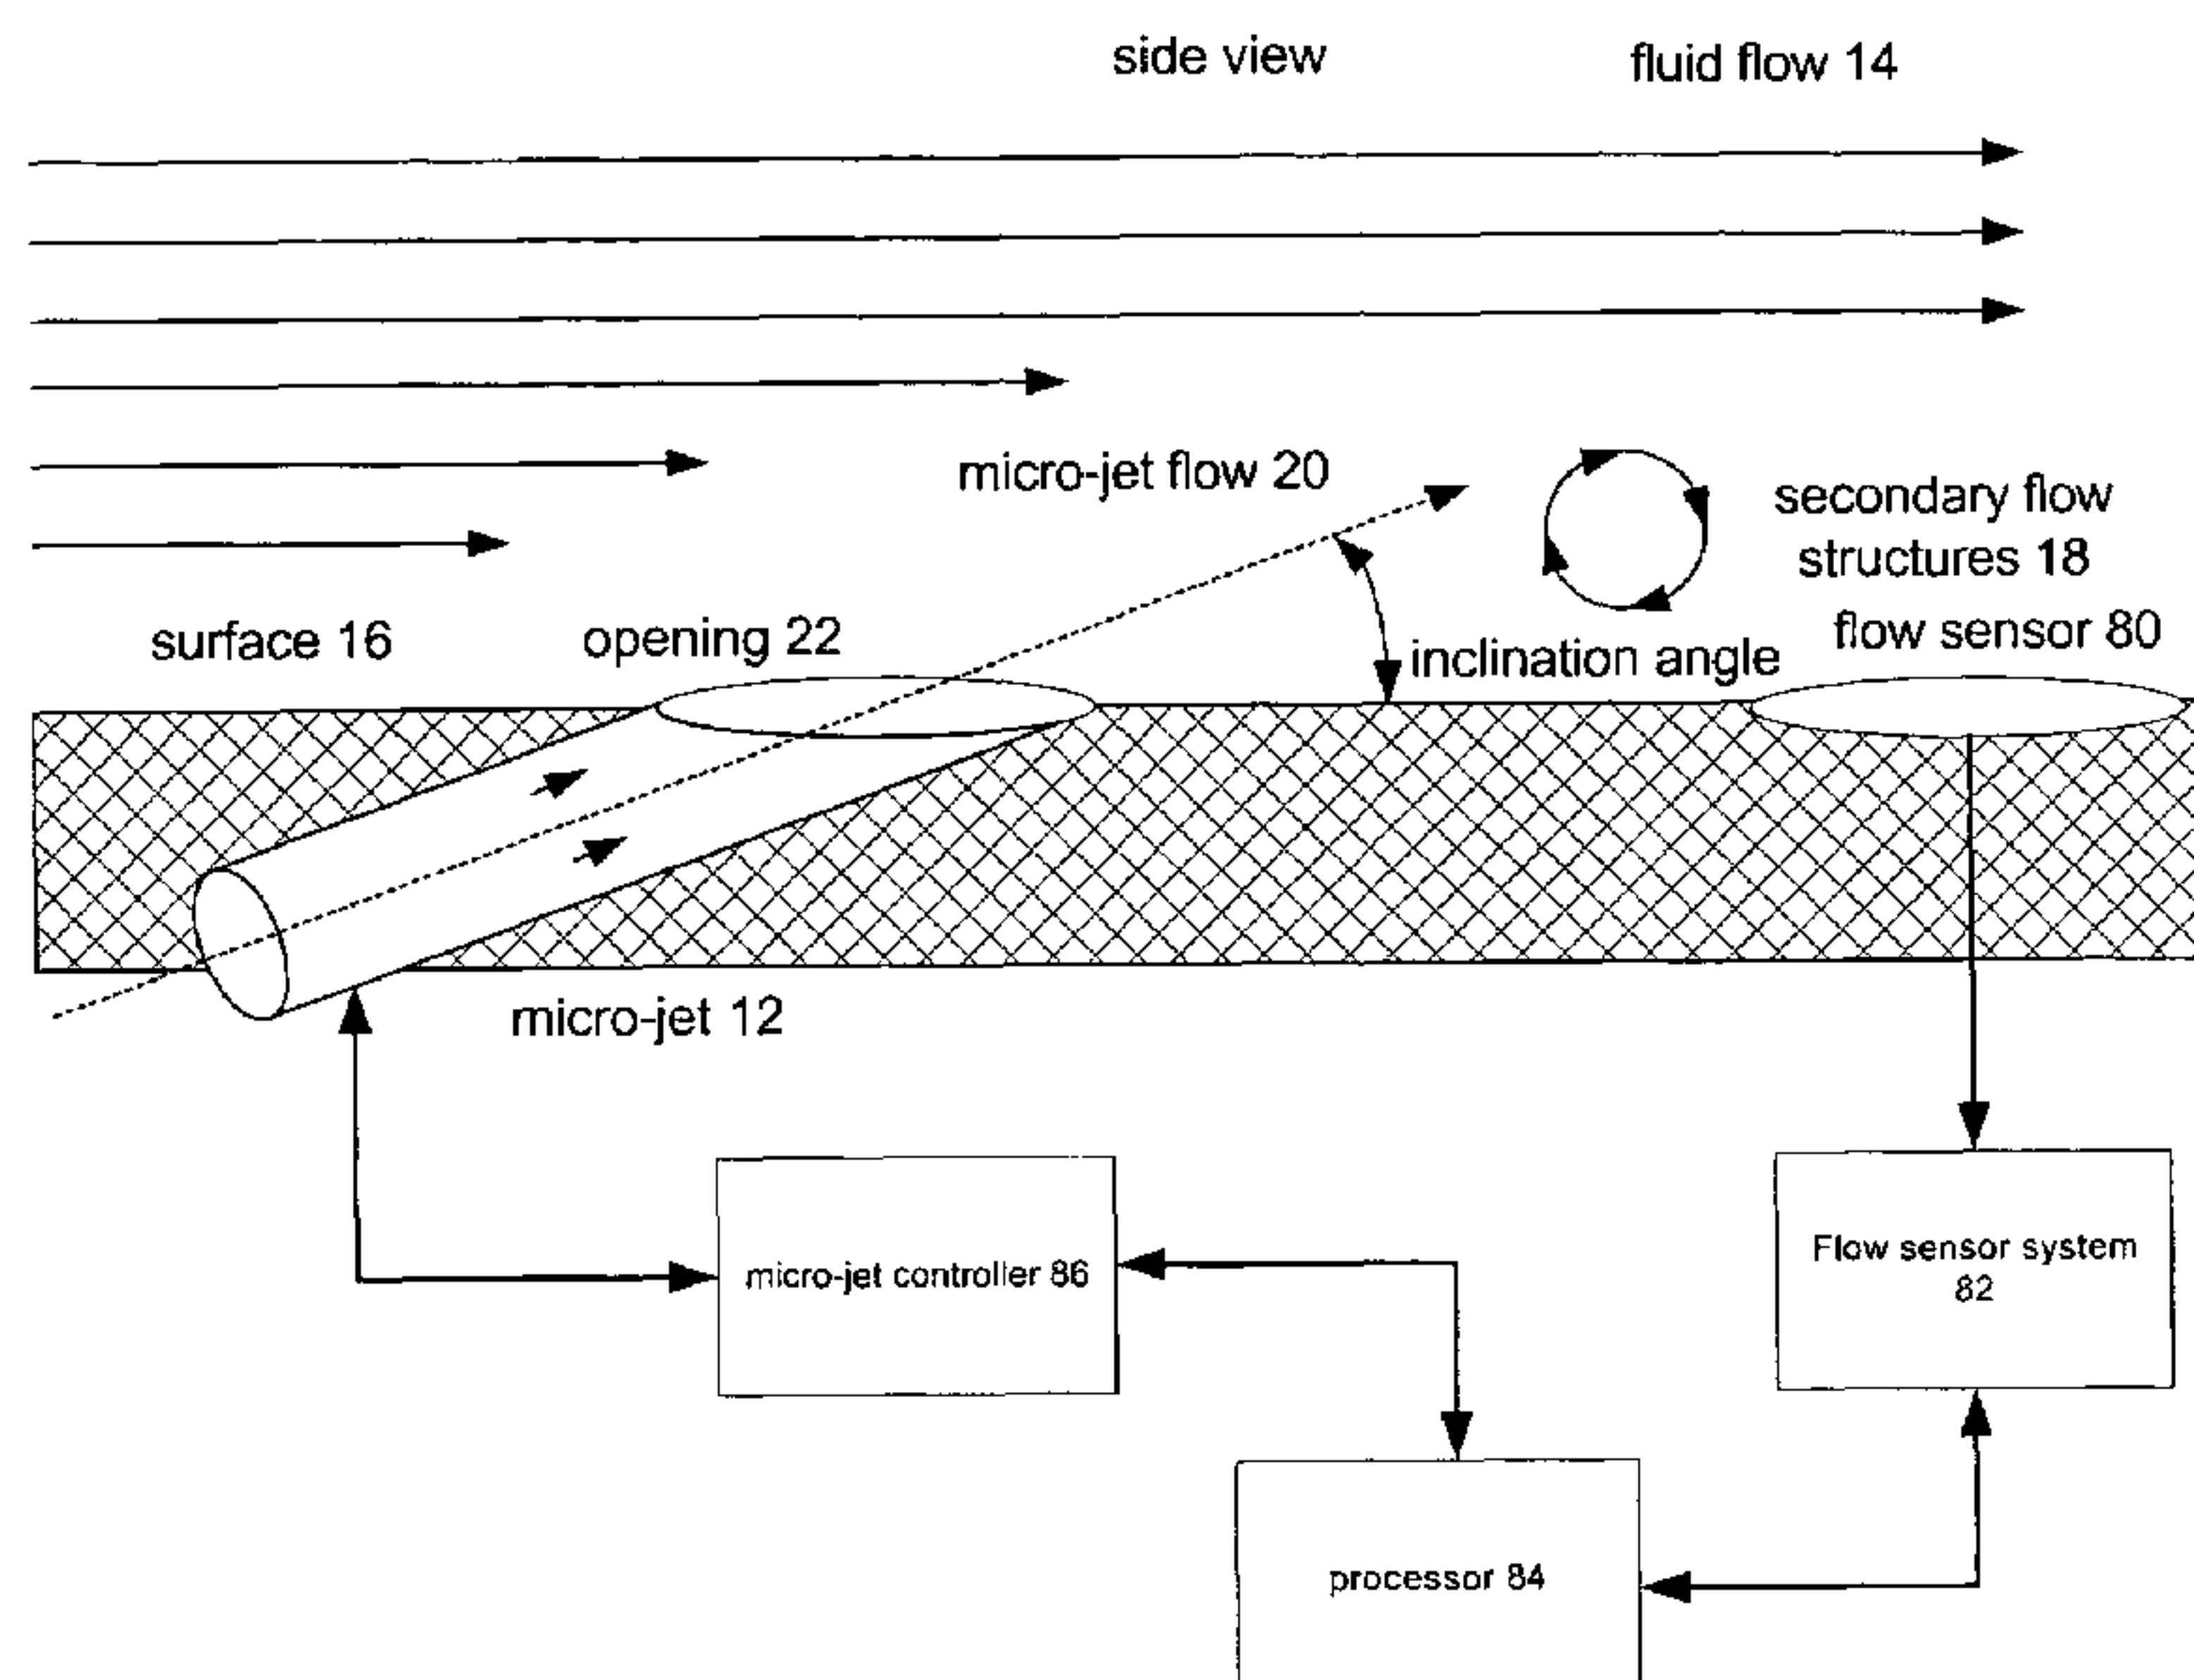 side view
fluid flow 14
micro-jet flow 20
secondary flow
structures 18
surface 16
opening 22
inclination angle
flow sensor 80
micro-jet 12
micro-jet controller 86
Flow sensor system
82
processor 84